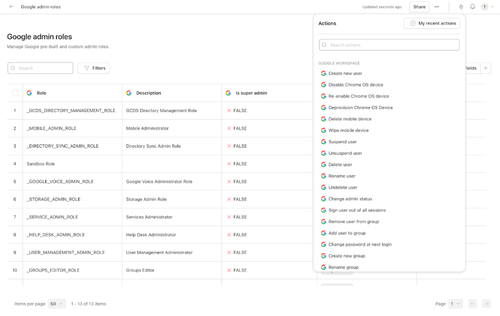 Google admin roles
Updated seconds ago
Share
Google admin roles
Manage Google pre-built and custom admin roles.
Search
Filters
Fields
Role
Description
Is super admin
1
_GCDS_DIRECTORY_MANAGEMENT_ROLE
GCDS Directory Management Role
FALSE
2
_MOBILE_ADMIN_ROLE
Mobile Administrator
FALSE
3
_DIRECTORY_SYNC_ADMIN_ROLE
Directory Sync Admin Role
FALSE
4
Sandbox Role
FALSE
5
_GOOGLE_VOICE_ADMIN_ROLE
Google Voice Administrator Role
FALSE
6
_STORAGE_ADMIN_ROLE
Storage Admin Role
FALSE
7
_SERVICE_ADMIN_ROLE
Services Administrator
FALSE
8
_HELP_DESK_ADMIN_ROLE
Help Desk Administrator
FALSE
9
_USER_MANAGEMENT_ADMIN_ROLE
User Management Administrator
FALSE
10
_GROUPS_EDITOR_ROLE
Groups Editor
FALSE
Items per page
50
1 - 13 of 13 items
Page
1
Actions
My recent actions
Search actions
GOOGLE WORKSPACE
Create new user
Disable Chrome OS device
Re-enable Chrome OS device
Deprovision Chrome OS Device
Delete mobile device
Wipe mobile device
Suspend user
Unsuspend user
Delete user
Rename user
Undelete user
Change admin status
Sign user out of all sessions
Remove user from group
Add user to group
Change password at next login
Create new group
Rename group